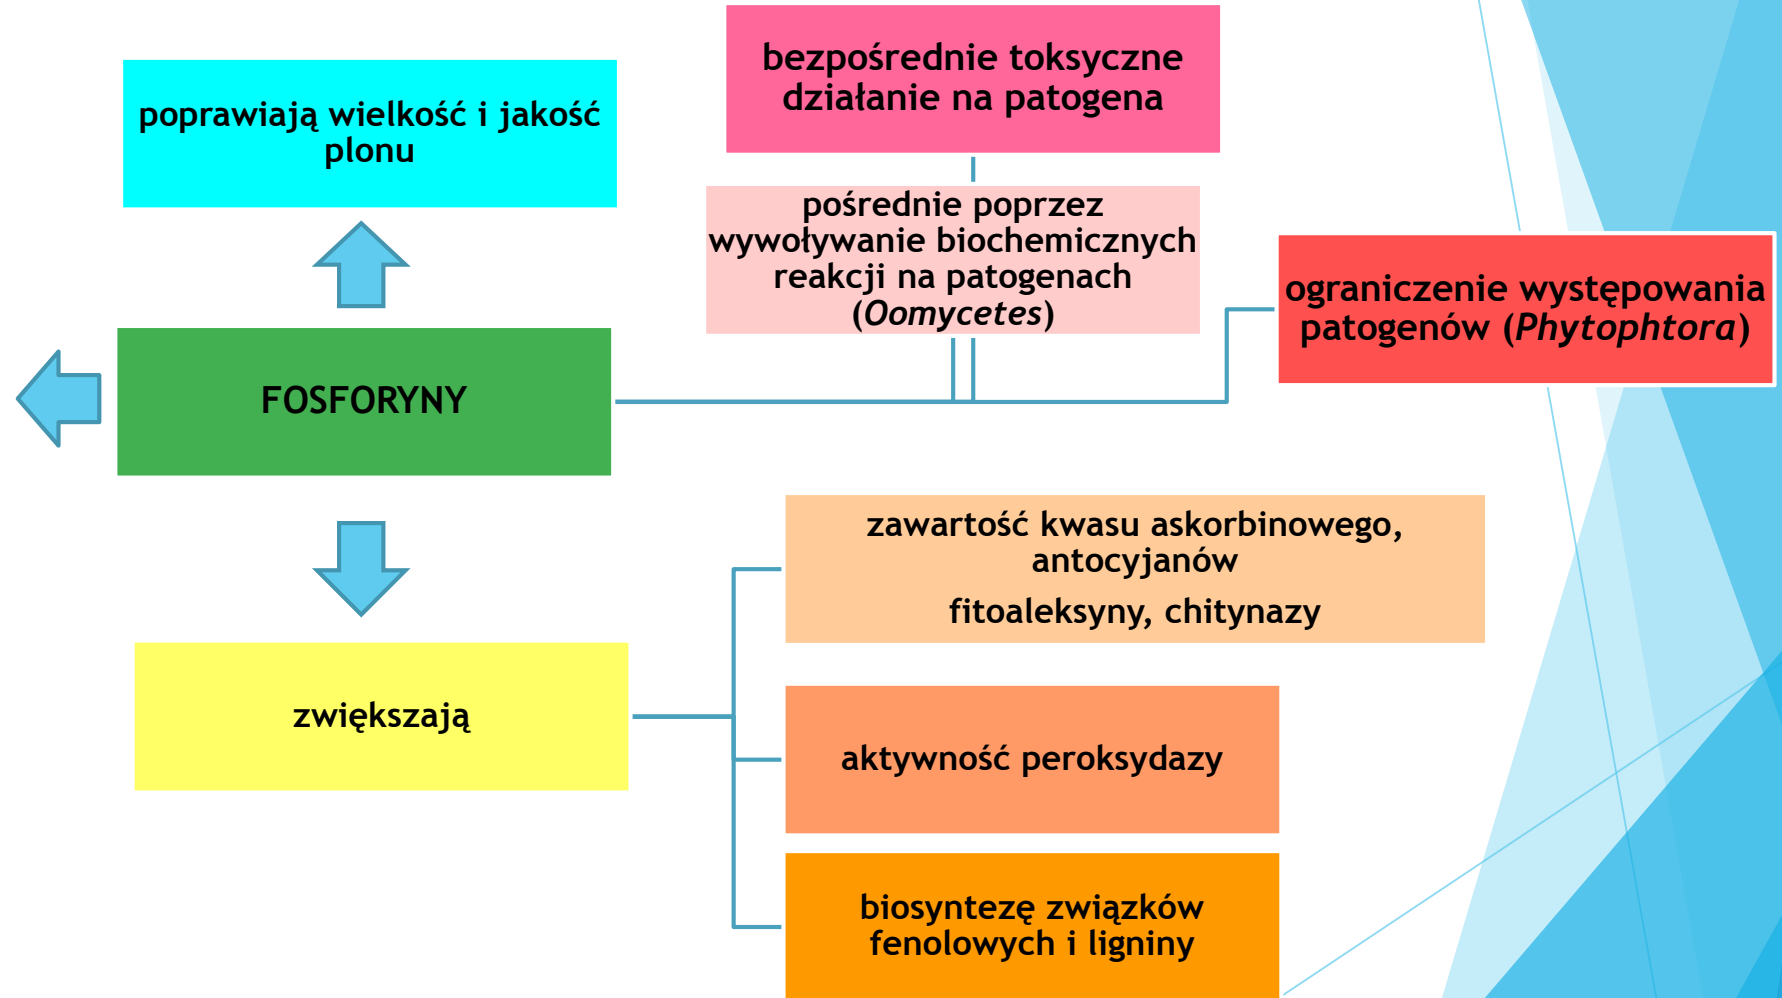 bezpośrednie toksyczne
działanie na patogena
poprawiają wielkość i jakość
plonu
pośrednie poprzez
wywoływanie biochemicznych
reakcji na patogenach
(Oomycetes)
ograniczenie występowania
patogenów (Phytophtora)
FOSFORYNY
zawartość kwasu askorbinowego,
antocyjanów
fitoaleksyny, chitynazy
zwiększają
aktywność peroksydazy
biosyntezę związków
fenolowych i ligniny